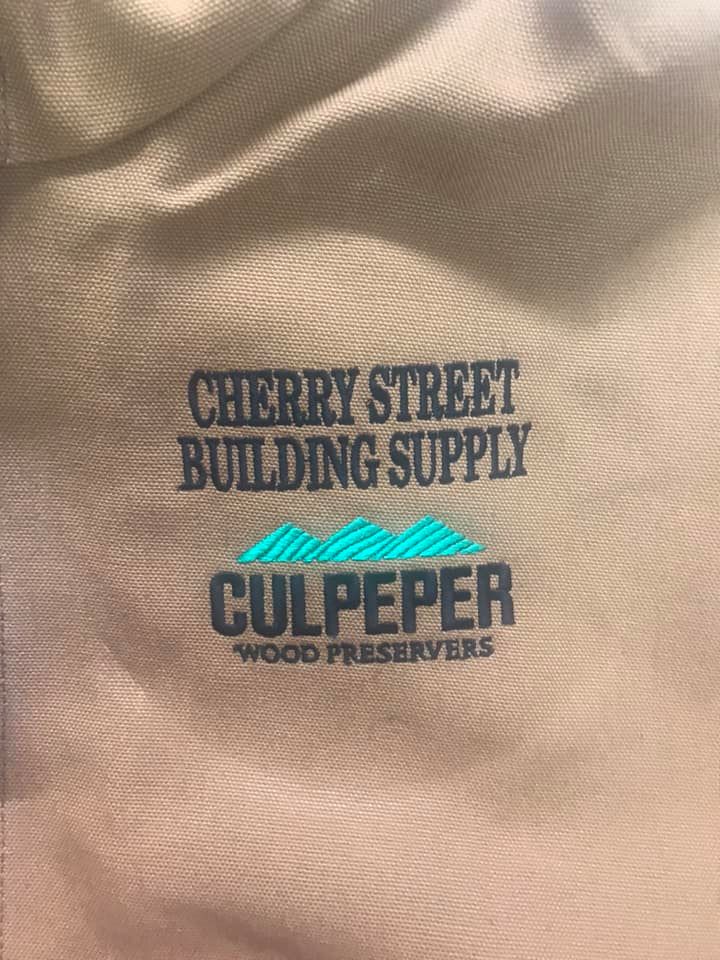 CHERRY STREET
BUILDING SUPPLY
CULPEPER
WOOD PRESERVERS